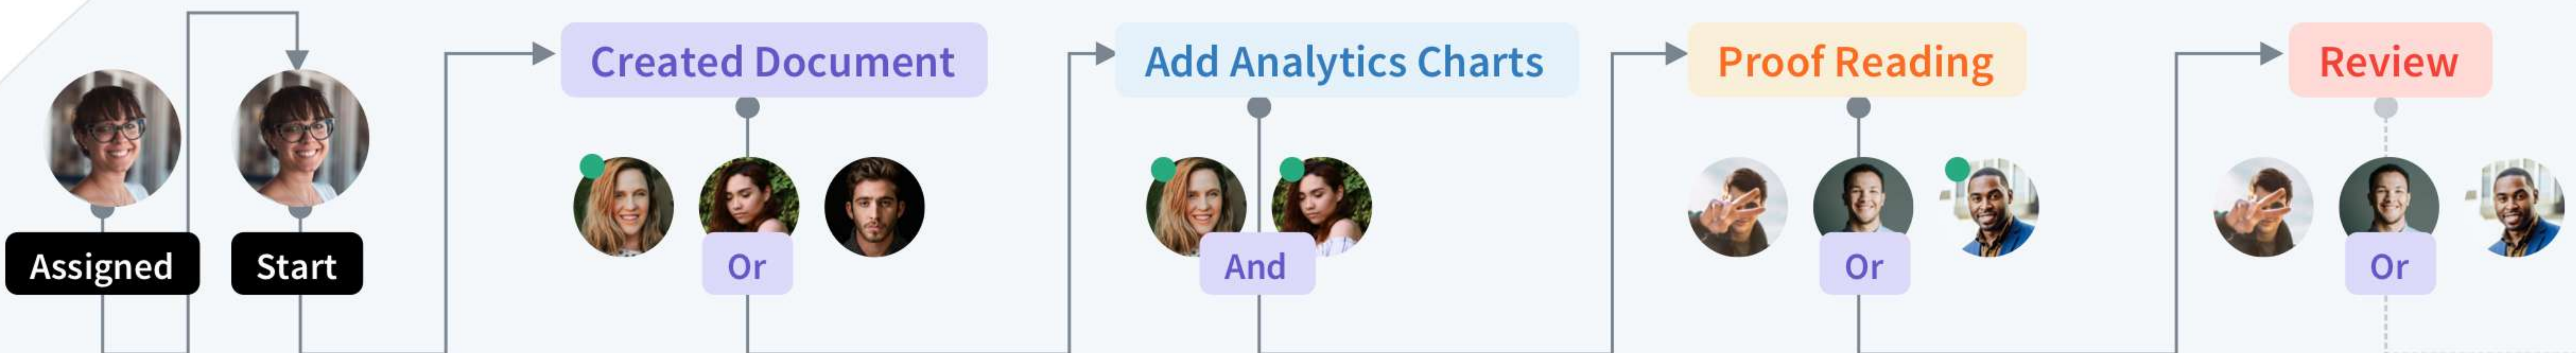 Created Document
Add Analytics Charts
Proof Reading
Review
Assigned
Start
Or
And
Or
Or